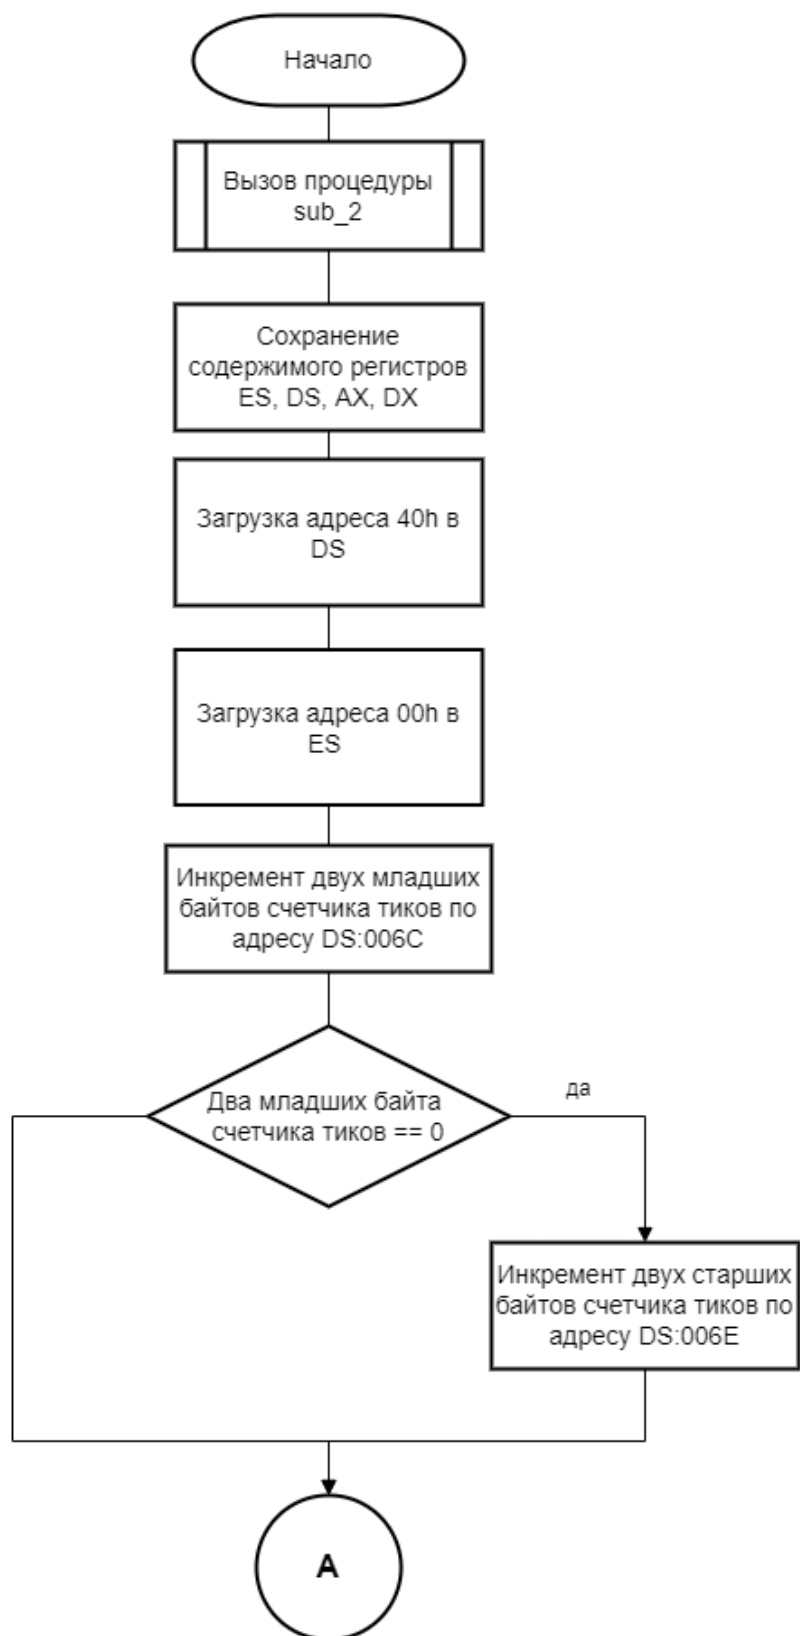 Начало
Вызов процедуры
sub_2
Сохранение
содержимого регистров
ES, DS, AX, DX
Загрузка адреса 40h в
DS
Загрузка адреса 00h в
ES
Инкремент двух младших
байтов счетчика тиков по
адресу DS:006C
Два младших байта
счетчика тиков == 0
да
Инкремент двух старших
байтов счетчика тиков по
адресу DS:006E
A